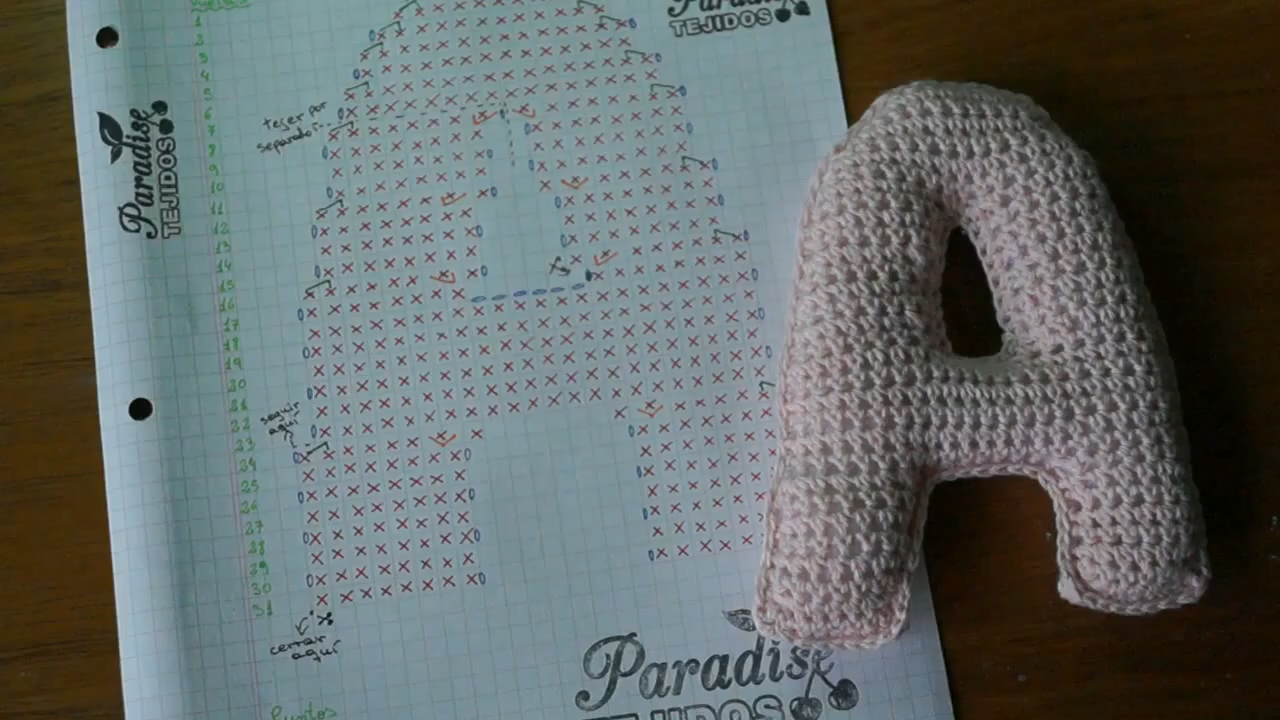 1
2
3
4
5
6
7
8
9
10
11
12
13
14
15
16
17
18
19
20
21
22
23
24
25
26
27
28
29
30
31
tejer por
separado
seguir
aquí
cerrar
aquí
Paradise
TEJIDOS
Paradise
TEJIDOS
Paradise
TEJIDOS
Puntos